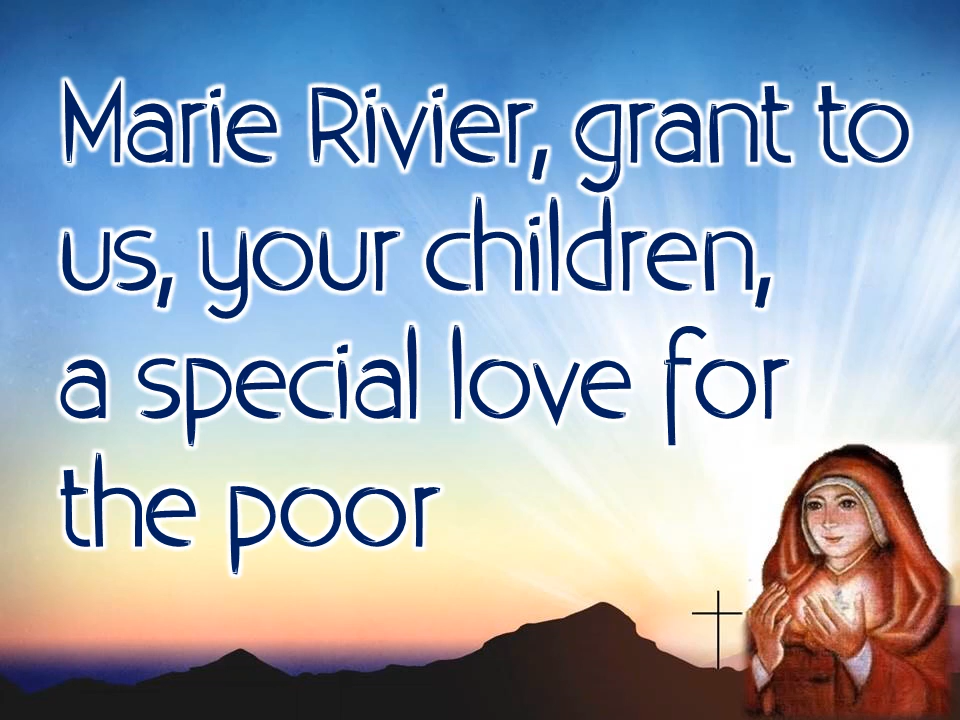 Marie Rivier, grant to
us, your children,
a special love for
the poor